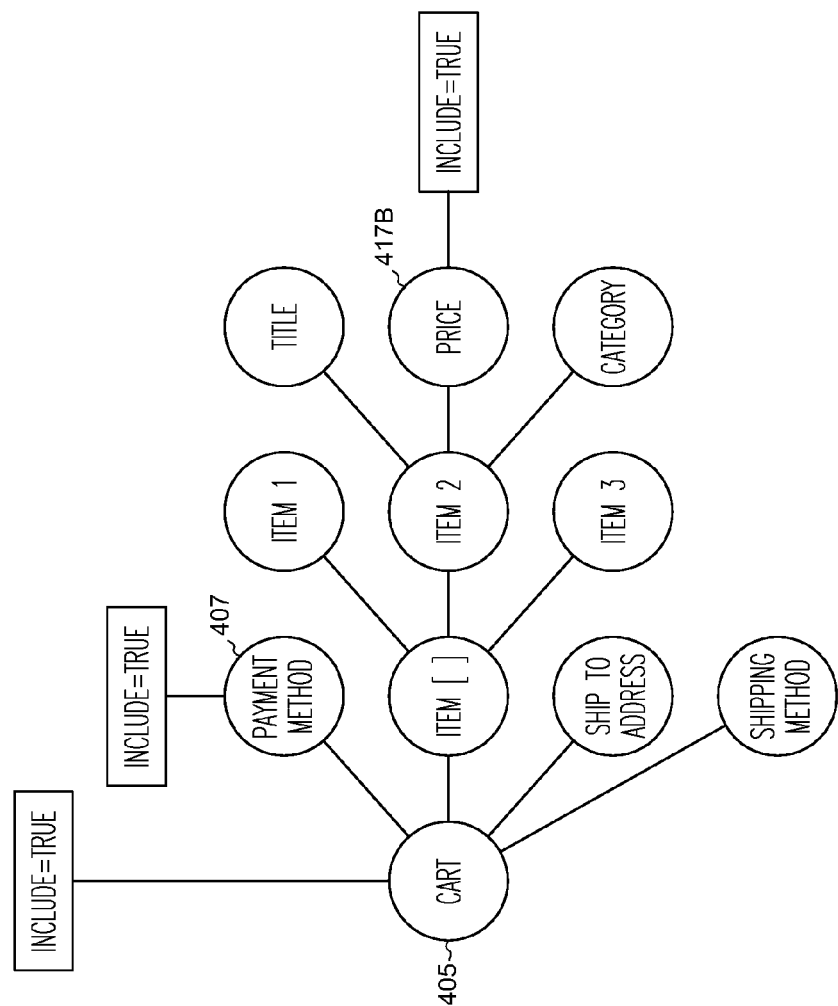 INCLUDE=TRUE
INCLUDE=TRUE
407
PAYMENT
METHOD
ITEM 1
TITLE
417B
405
CART
ITEM [ ]
ITEM 2
PRICE
INCLUDE=TRUE
SHIP TO
ADDRESS
ITEM 3
CATEGORY
SHIPPING
METHOD